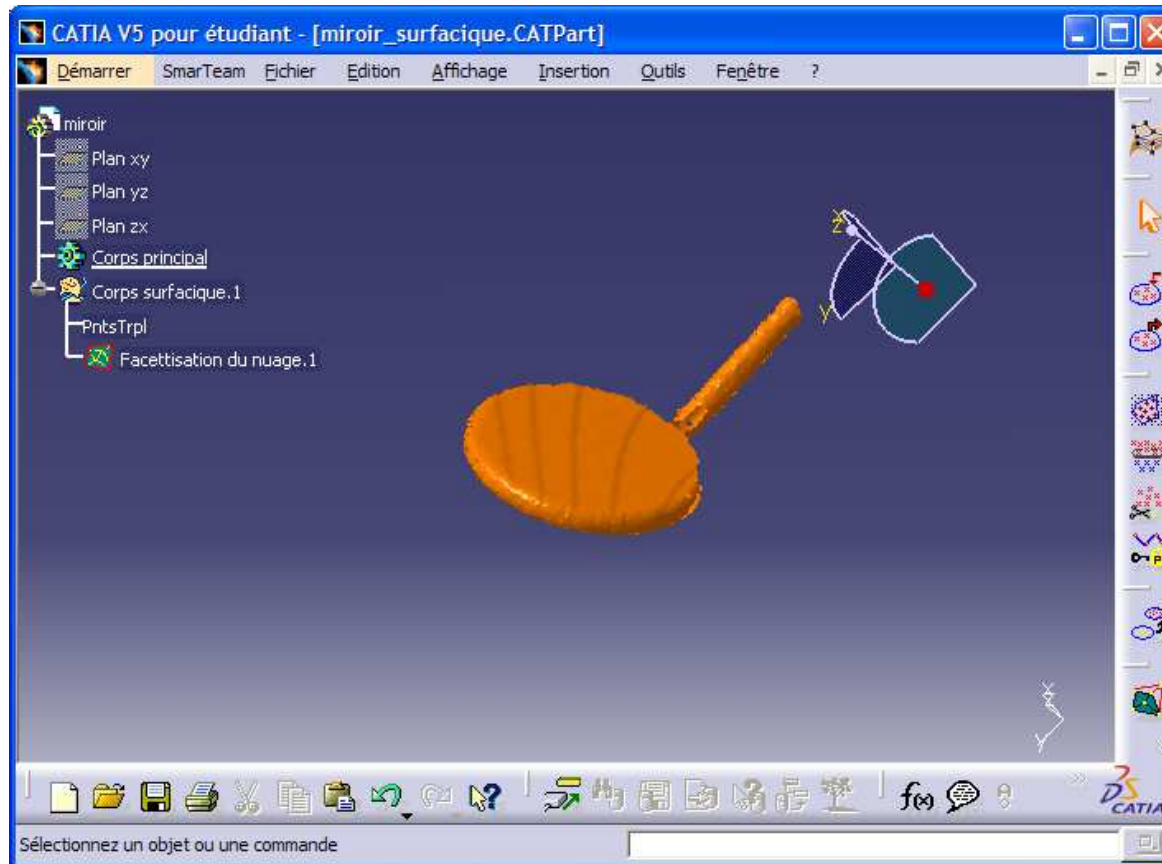 CATIA V5 pour étudiant - [miroir_surfacique.CATPart]
Démarrer SmarTeam Fichier Edition Affichage Insertion Outils Fenêtre ?
miroir
Plan xy
Plan yz
Plan zx
Corps principal
Corps surfacique.1
PntsTrpl
Facettisation du nuage.1
z
y
y
f(x)
CATIA
Sélectionnez un objet ou une commande